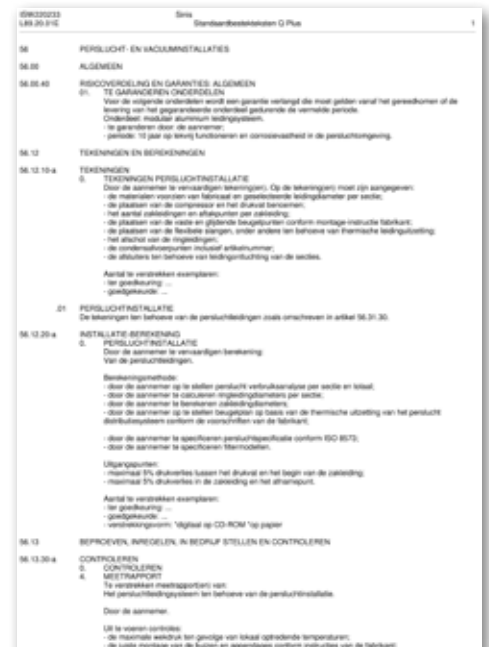 ISW320233 Sirris
L89.20.01E Standaardbestekteksten Q Plus 1
56 PERSLUCHT- EN VACUUMINSTALLATIES
56.00 ALGEMEEN
56.00.40 RISICOVERDELING EN GARANTIES: ALGEMEEN
01. TE GARANDEREN ONDERDELEN
Voor de volgende onderdelen wordt een garantie verlangd die moet gelden vanaf het gereedkomen of de
levering van het gegarandeerde onderdeel gedurende de vermelde periode.
Onderdeel: modulair aluminium leidingsysteem.
- te garanderen door: de aannemer;
- periode: 10 jaar op lekvrij functioneren en corrosievastheid in de persluchtomgeving.
56.12 TEKENINGEN EN BEREKENINGEN
56.12.10-a TEKENINGEN
0. TEKENINGEN PERSLUCHTINSTALLATIE
Door de aannemer te vervaardigen tekening(en). Op de tekening(en) moet zijn aangegeven:
- de materialen voorzien van fabricaat en geselecteerde leidingdiameter per sectie;
- de plaatsen van de compressor en het drukvat benoemen;
- het aantal zakleidingen en aftakpunten per zakleiding;
- de plaatsen van de vaste en glijdende beugelpunten conform montage-instructie fabrikant;
- de plaatsen van de flexibele slangen, onder andere ten behoeve van thermische leidinguitzetting;
- het afschot van de ringleidingen;
- de condensafvoerpunten inclusief artikelnummer;
- de afsluiters ten behoeve van leidingontluchting van de secties.
Aantal te verstrekken exemplaren:
- ter goedkeuring: ...
- goedgekeurde: ...
.01 PERSLUCHTINSTALLATIE
De tekeningen ten behoeve van de persluchtleidingen zoals omschreven in artikel 56.31.30.
56.12.20-a INSTALLATIE-BEREKENING
0. PERSLUCHTINSTALLATIE
Door de aannemer te vervaardigen berekening:
Van de persluchtleidingen.
Berekeningsmethode:
- door de aannemer op te stellen perslucht verbruiksanalyse per sectie en totaal;
- door de aannemer te calculeren ringleidingdiameters per sectie;
- door de aannemer te berekenen zakleidingdiameters;
- door de aannemer op te stellen beugelplan op basis van de thermische uitzetting van het perslucht
distributiesysteem conform de voorschriften van de fabrikant;
- door de aannemer te specificeren persluchtspecificatie conform ISO 8573;
- door de aannemer te specificeren filtermodellen.
Uitgangspunten:
- maximaal 5% drukverlies tussen het drukvat en het begin van de zakleiding;
- maximaal 5% drukverlies in de zakleiding en het afnamepunt.
Aantal te verstrekken exemplaren:
- ter goedkeuring: ...
- goedgekeurde: ...
- verstrekkingsvorm: *digitaal op CD-ROM *op papier
56.13 BEPROEVEN, INREGELEN, IN BEDRIJF STELLEN EN CONTROLEREN
56.13.30-a CONTROLEREN
0. CONTROLEREN
4. MEETRAPPORT
Te verstrekken meetrapport(en) van:
Het persluchtleidingsysteem ten behoeve van de persluchtinstallatie.
Door de aannemer.
Uit te voeren controles:
- de maximale werkdruk ten gevolge van lokaal optredende temperaturen;
- de juiste montage van de buizen en appendages conform instructies van de fabrikant;